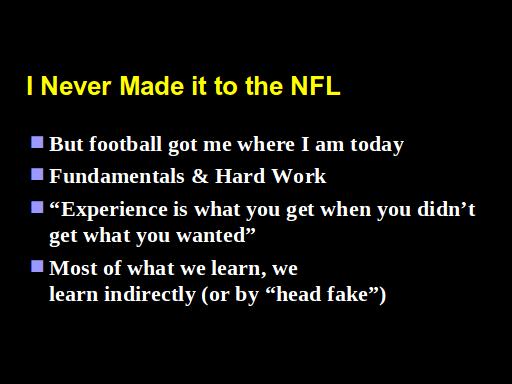 I Never Made it to the NFL
But football got me where I am today
Fundamentals & Hard Work
“Experience is what you get when you didn’t
get what you wanted”
Most of what we learn, we
learn indirectly (or by “head fake”)